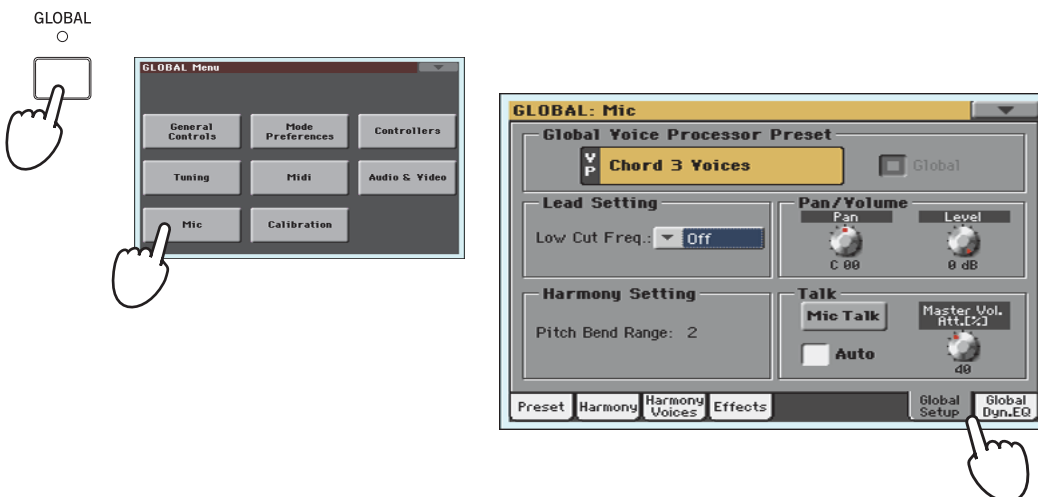 GLOBAL
GLOBAL Menu
General Controls
Mode Preferences
Controllers
Tuning
Midi
Audio & Video
Mic
Calibration
GLOBAL: Mic
Global Voice Processor Preset
VP Chord 3 Voices
Global
Lead Setting
Low Cut Freq.: Off
Pan/Volume
Pan
Level
C 00
0 dB
Harmony Setting
Pitch Bend Range: 2
Talk
Mic Talk
Master Vol. Att.[%]
Auto
40
Preset
Harmony
Harmony Voices
Effects
Global Setup
Global Dyn.EQ